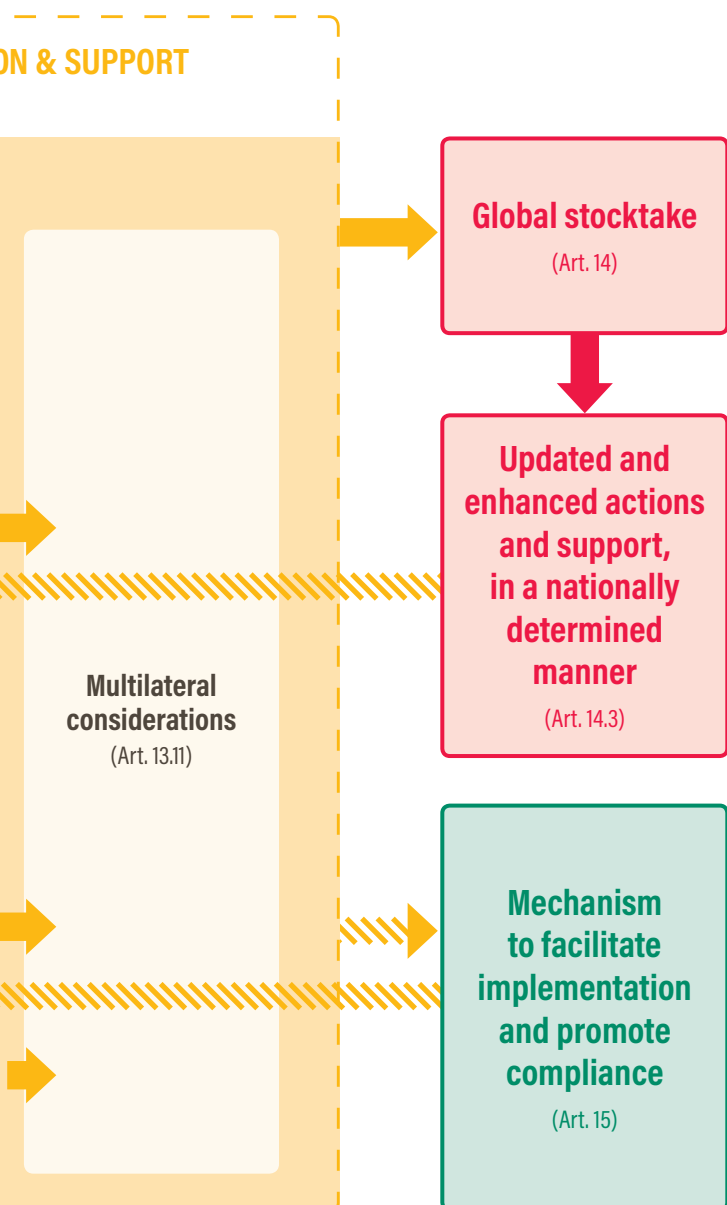 & SUPPORT
Global stocktake
(Art. 14)
Updated and
enhanced actions
and support,
in a nationally
determined
manner
(Art. 14.3)
Multilateral
considerations
(Art. 13.11)
Mechanism
to facilitate
implementation
and promote
compliance
(Art. 15)